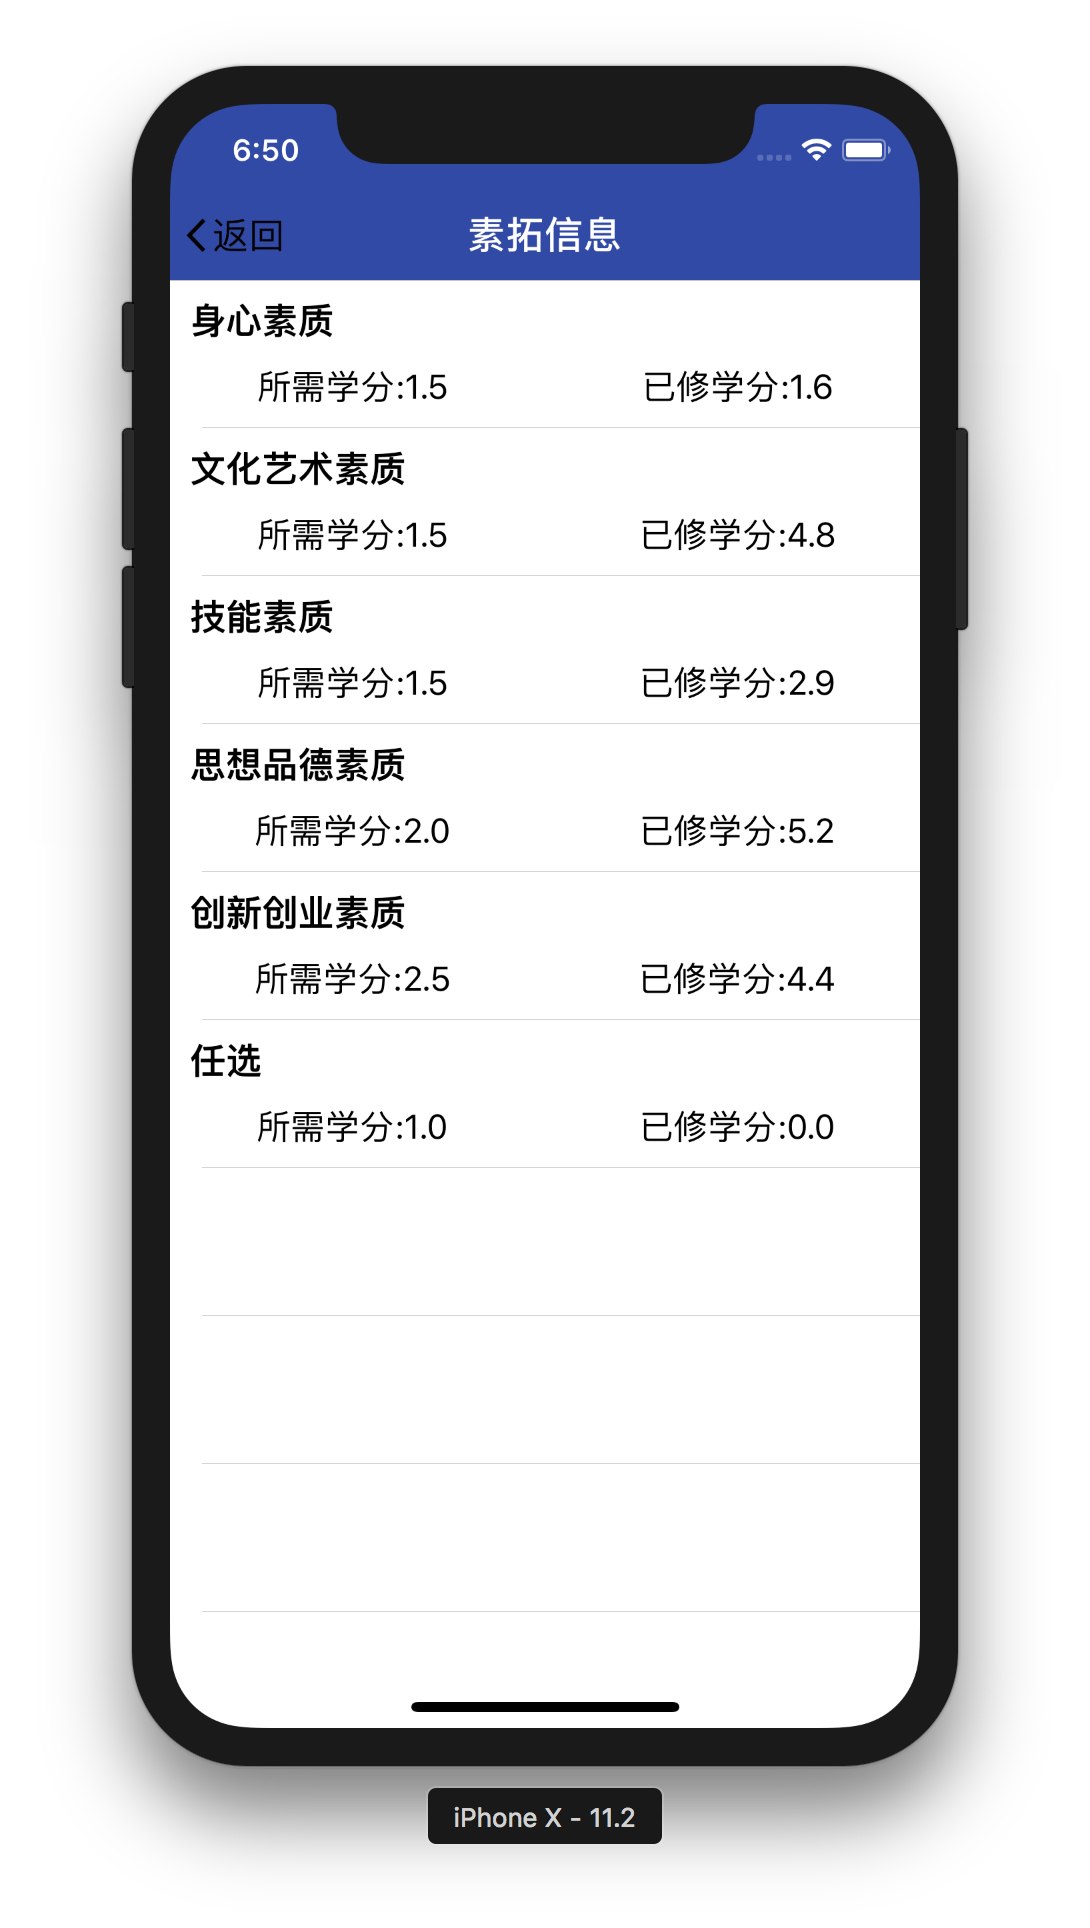 6:50
返回 素拓信息
身心素质
所需学分:1.5 已修学分:1.6
文化艺术素质
所需学分:1.5 已修学分:4.8
技能素质
所需学分:1.5 已修学分:2.9
思想品德素质
所需学分:2.0 已修学分:5.2
创新创业素质
所需学分:2.5 已修学分:4.4
任选
所需学分:1.0 已修学分:0.0
iPhone X - 11.2